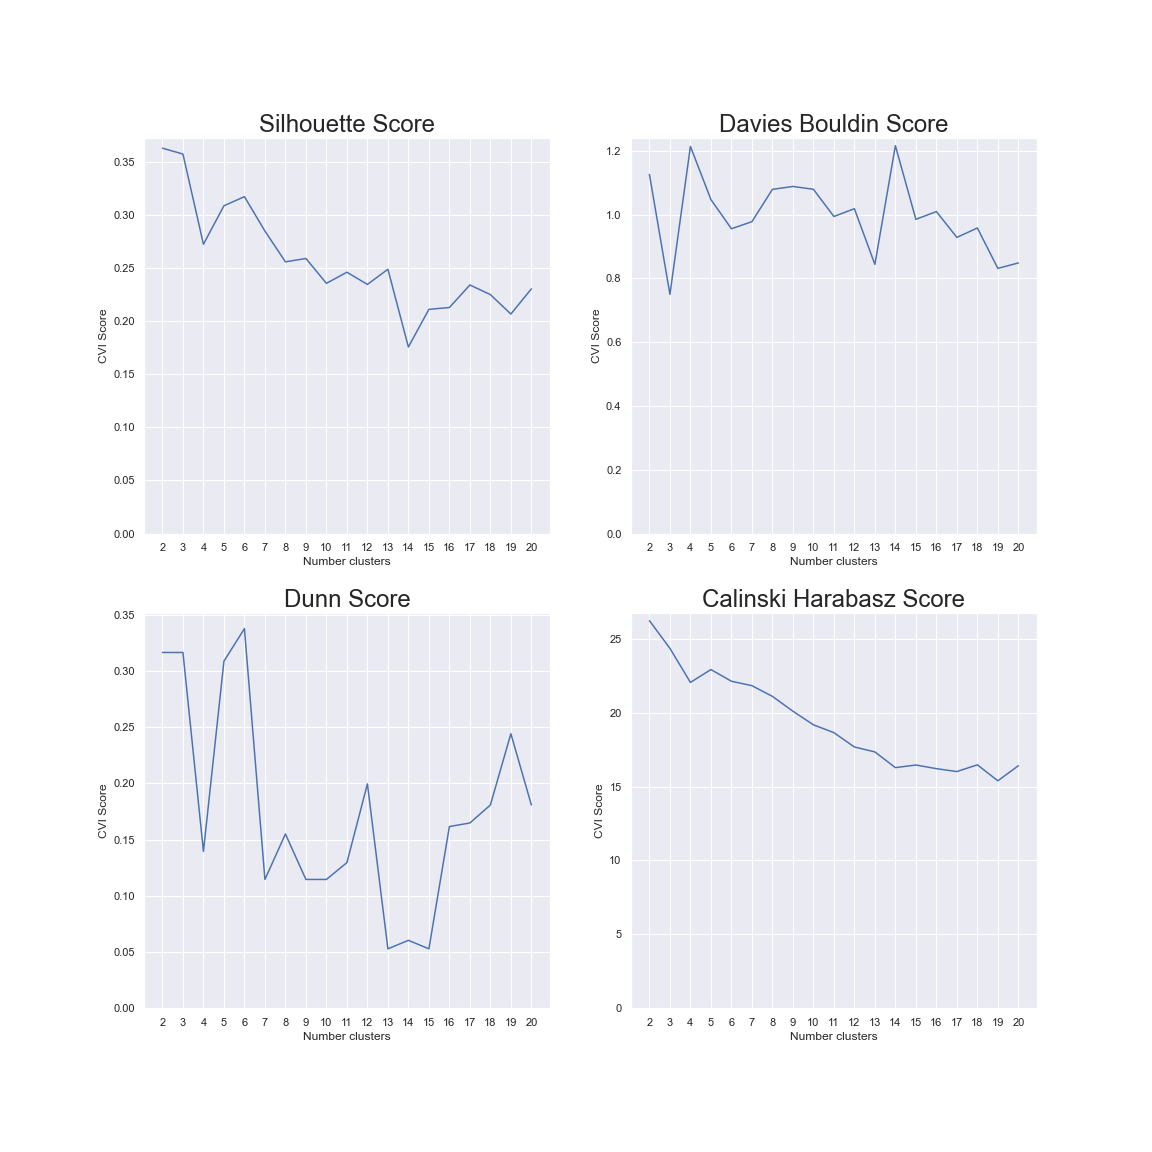 Silhouette Score
CVI Score
0.35
0.30
0.25
0.20
0.15
0.10
0.05
0.00
2 3 4 5 6 7 8 9 10 11 12 13 14 15 16 17 18 19 20
Number clusters
Davies Bouldin Score
CVI Score
1.2
1.0
0.8
0.6
0.4
0.2
0.0
2 3 4 5 6 7 8 9 10 11 12 13 14 15 16 17 18 19 20
Number clusters
Dunn Score
CVI Score
0.35
0.30
0.25
0.20
0.15
0.10
0.05
0.00
2 3 4 5 6 7 8 9 10 11 12 13 14 15 16 17 18 19 20
Number clusters
Calinski Harabasz Score
CVI Score
25
20
15
10
5
0
2 3 4 5 6 7 8 9 10 11 12 13 14 15 16 17 18 19 20
Number clusters